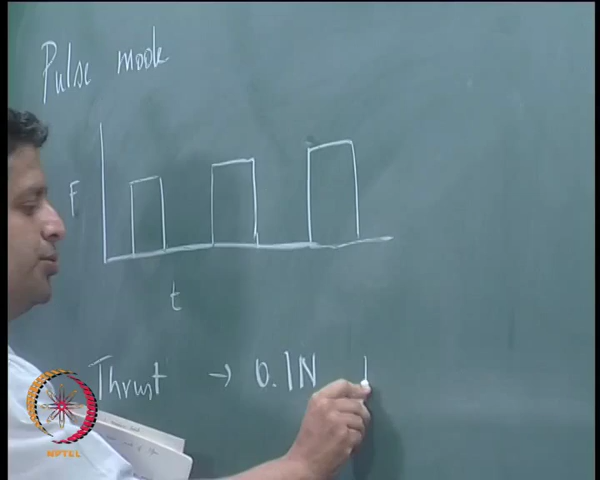 Pulse mode
F
t
Thrust → 0.1N
NPTEL